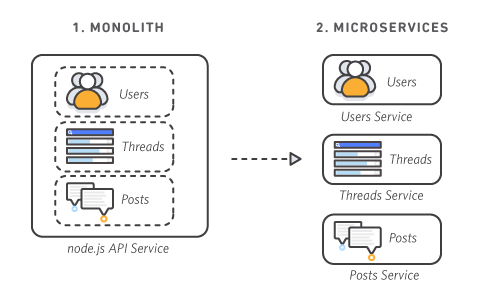 1. MONOLITH
Users
Threads
Posts
node.js API Service
2. MICROSERVICES
Users
Users Service
Threads
Threads Service
Posts
Posts Service